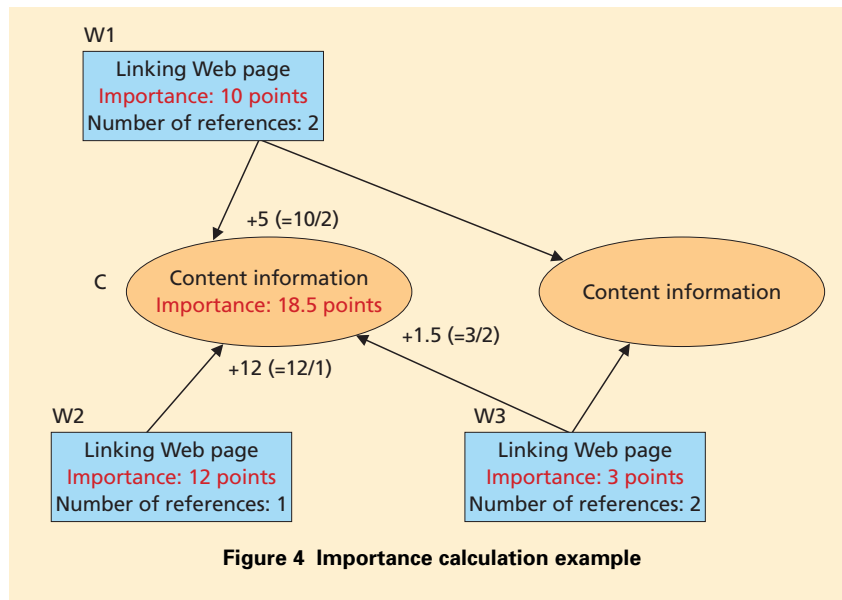 W1
Linking Web page
Importance: 10 points
Number of references: 2
+5 (=10/2)
C
Content information
Importance: 18.5 points
Content information
+1.5 (=3/2)
+12 (=12/1)
W2
Linking Web page
Importance: 12 points
Number of references: 1
W3
Linking Web page
Importance: 3 points
Number of references: 2
Figure 4 Importance calculation example